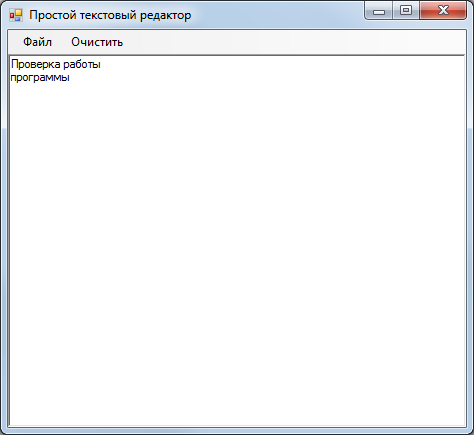 Простой текстовый редактор
Файл Очистить
Проверка работы
программы